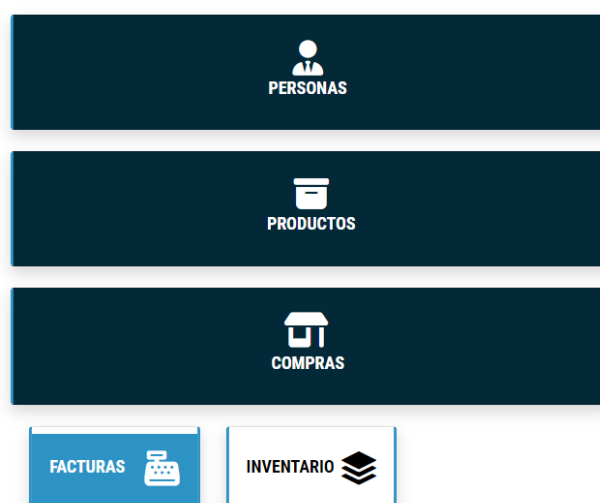 PERSONAS
PRODUCTOS
COMPRAS
FACTURAS
INVENTARIO